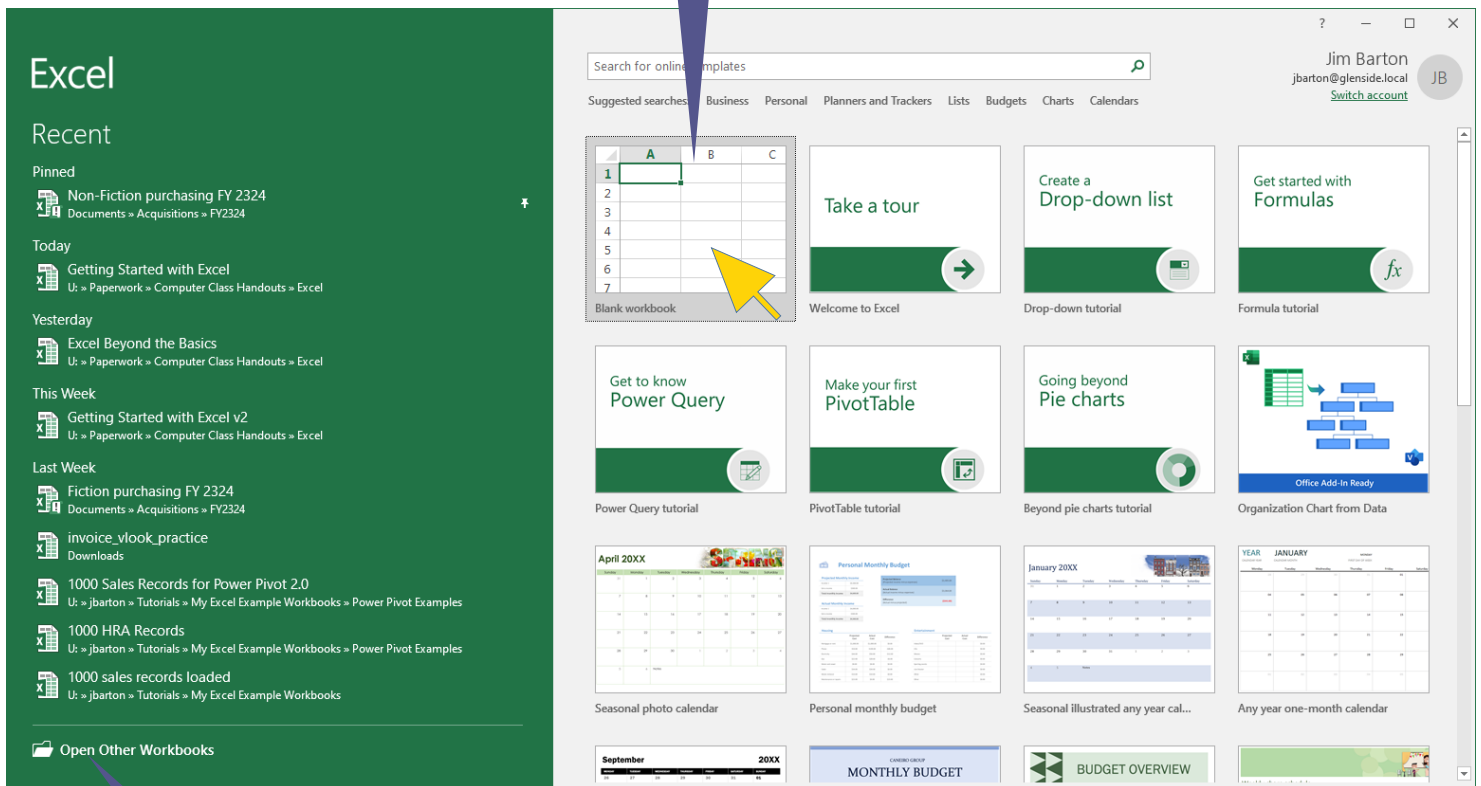 Excel
Recent
Pinned
Non-Fiction purchasing FY 2324
Documents » Acquisitions » FY2324
Today
Getting Started with Excel
U: » Paperwork » Computer Class Handouts » Excel
Yesterday
Excel Beyond the Basics
U: » Paperwork » Computer Class Handouts » Excel
This Week
Getting Started with Excel v2
U: » Paperwork » Computer Class Handouts » Excel
Last Week
Fiction purchasing FY 2324
Documents » Acquisitions » FY2324
invoice_vlook_practice
Downloads
1000 Sales Records for Power Pivot 2.0
U: » jbarton » Tutorials » My Excel Example Workbooks » Power Pivot Examples
1000 HRA Records
U: » jbarton » Tutorials » My Excel Example Workbooks » Power Pivot Examples
1000 sales records loaded
U: » jbarton » Tutorials » My Excel Example Workbooks
Open Other Workbooks
?
Search for online templates
Jim Barton
jbarton@glenside.local
Switch account
JB
Suggested searches: Business Personal Planners and Trackers Lists Budgets Charts Calendars
A B C
1
2
3
4
5
6
7
Blank workbook
Take a tour
Welcome to Excel
Create a
Drop-down list
Drop-down tutorial
Get started with
Formulas
fx
Formula tutorial
Get to know
Power Query
Power Query tutorial
Make your first
PivotTable
PivotTable tutorial
Going beyond
Pie charts
Beyond pie charts tutorial
Office Add-In Ready
Organization Chart from Data
April 20XX
Seasonal photo calendar
Personal Monthly Budget
Personal monthly budget
January 20XX
Seasonal illustrated any year cal...
YEAR JANUARY
Any year one-month calendar
September 20XX
MONTHLY BUDGET
BUDGET OVERVIEW